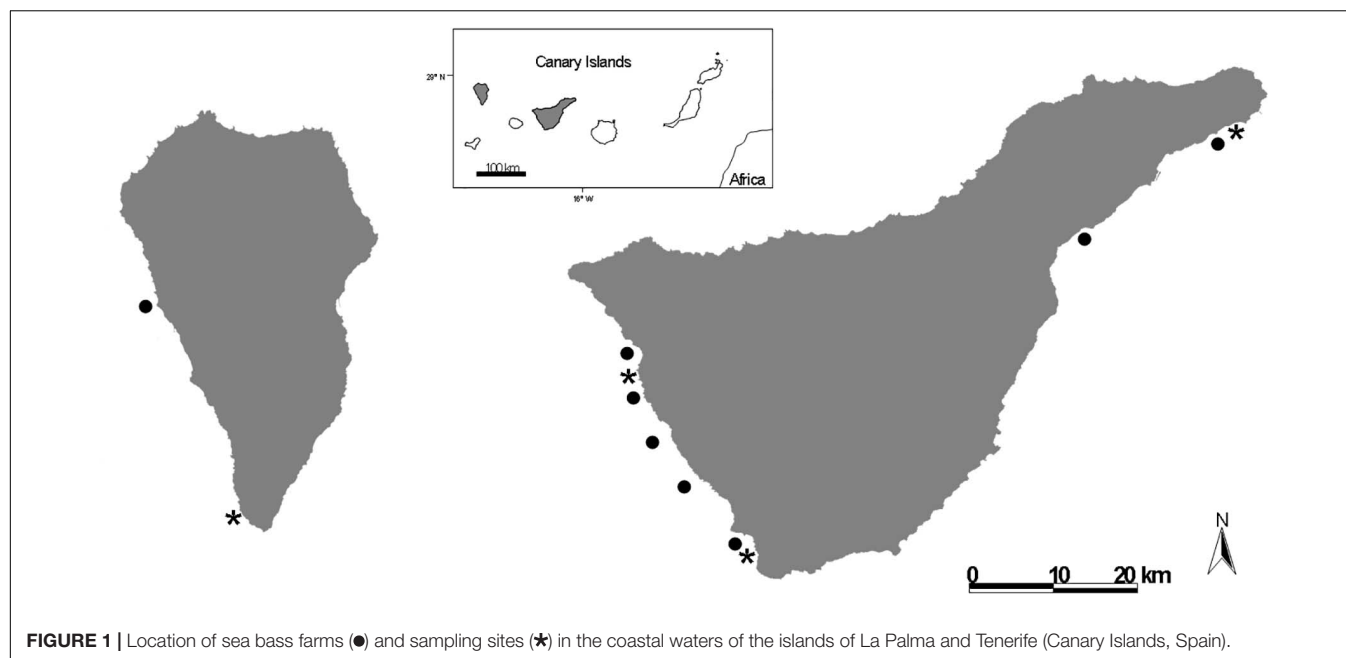 Canary Islands
29° N
100 km
Africa
16° W
N
0 10 20 km
FIGURE 1 | Location of sea bass farms (●) and sampling sites (*) in the coastal waters of the islands of La Palma and Tenerife (Canary Islands, Spain).